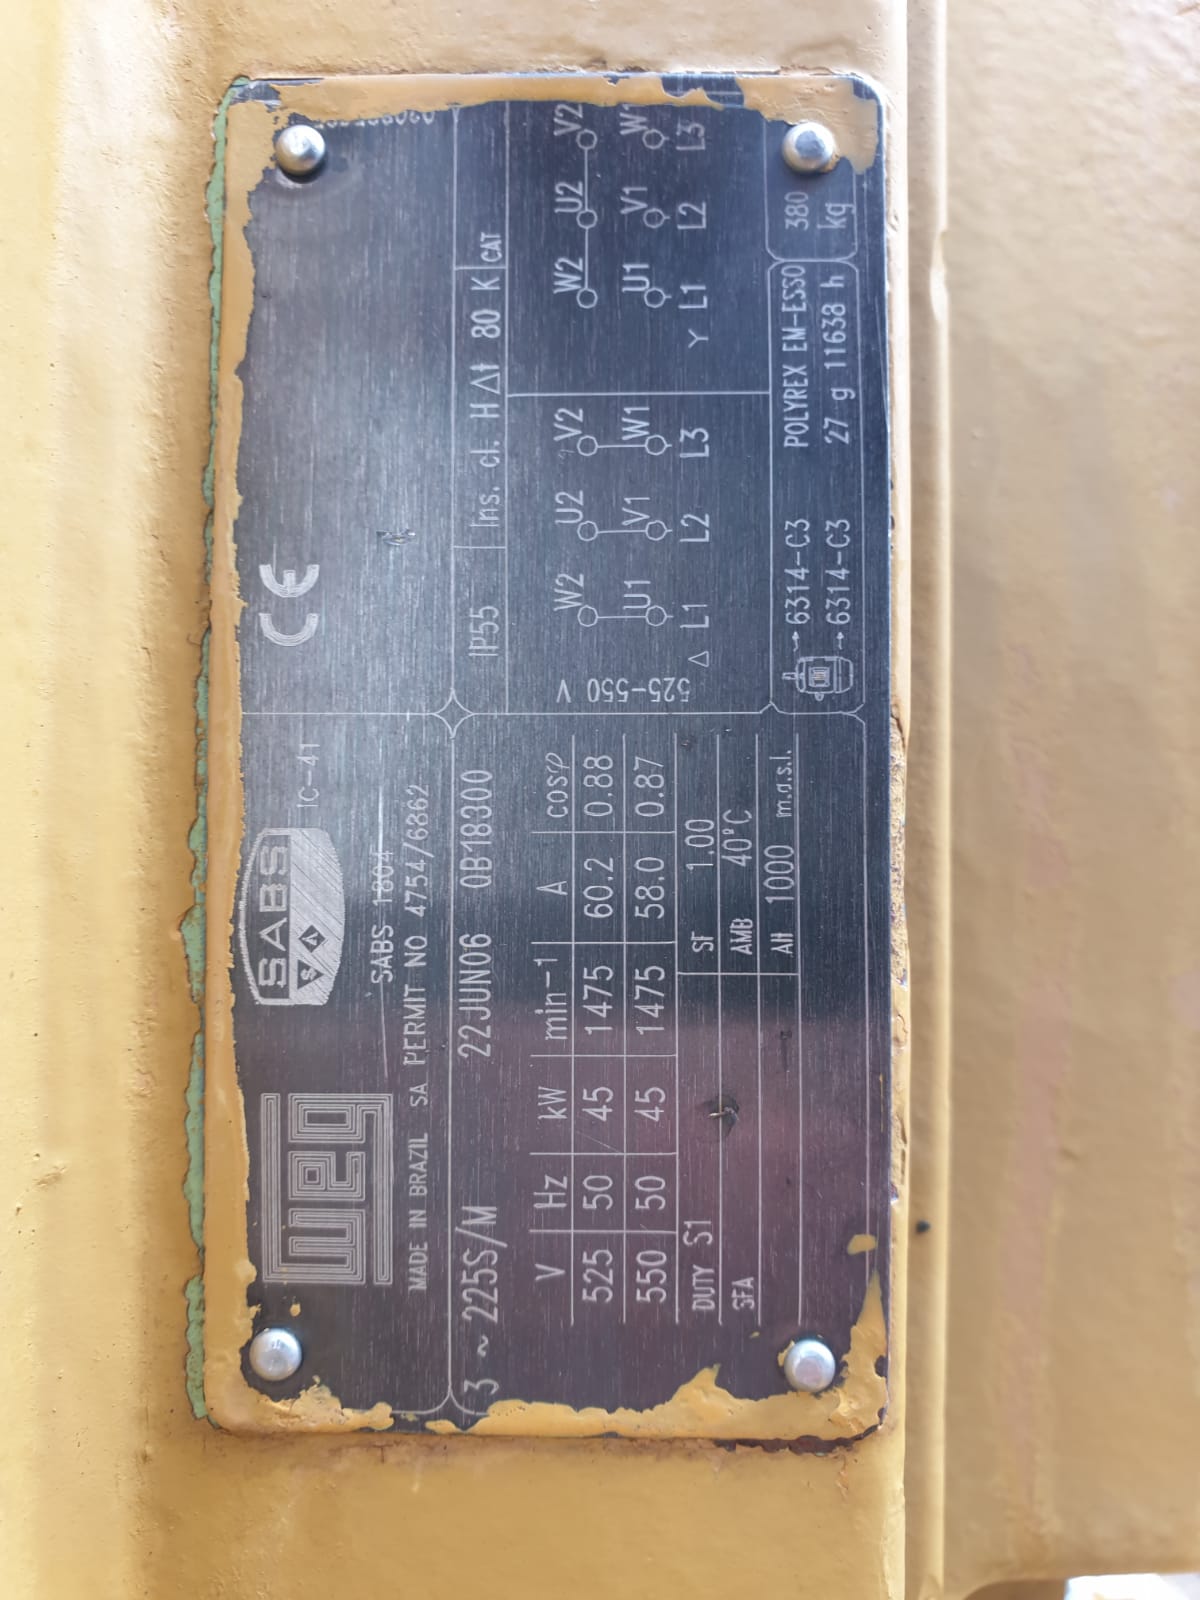 weg
SABS
S A
IC-41
CE
SABS 1804
MADE IN BRAZIL SA PERMIT NO 4754/6862
3 ~ 225S/M 22JUN06 0B18300
IP55 Ins. cl. H Δt 80 K CAT
V Hz kW min-1 A cosφ
525 50 45 1475 60.2 0.88
550 50 45 1475 58.0 0.87
DUTY S1 SF 1.00
SFA AMB 40°C
Alt 1000 m.a.s.l.
525-550 V
W2 U2 V2
U1 V1 W1
Δ L1 L2 L3
W2 U2 V2
U1 V1 W1
Y L1 L2 L3
→ 6314-C3 POLYREX EM-ESSO
→ 6314-C3 27 g 11638 h
380
kg